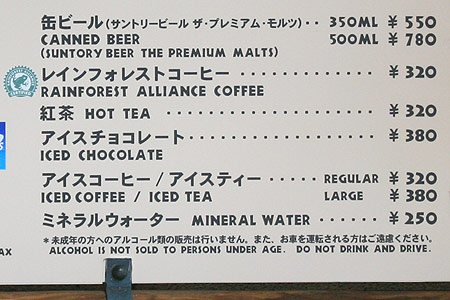 缶ビール(サントリービール ザ・プレミアム・モルツ)‥ 350ML ¥550
CANNED BEER 500ML ¥780
(SUNTORY BEER THE PREMIUM MALTS)
レインフォレストコーヒー ¥320
RAINFOREST ALLIANCE COFFEE
紅茶 HOT TEA ¥320
アイスチョコレート ¥380
ICED CHOCOLATE
アイスコーヒー/アイスティー REGULAR ¥320
ICED COFFEE / ICED TEA LARGE ¥380
ミネラルウォーター MINERAL WATER ¥250
*未成年の方へのアルコール類の販売は行いません。また、お車を運転される方はご遠慮ください。
AX ALCOHOL IS NOT SOLD TO PERSONS UNDER AGE. DO NOT DRINK AND DRIVE.